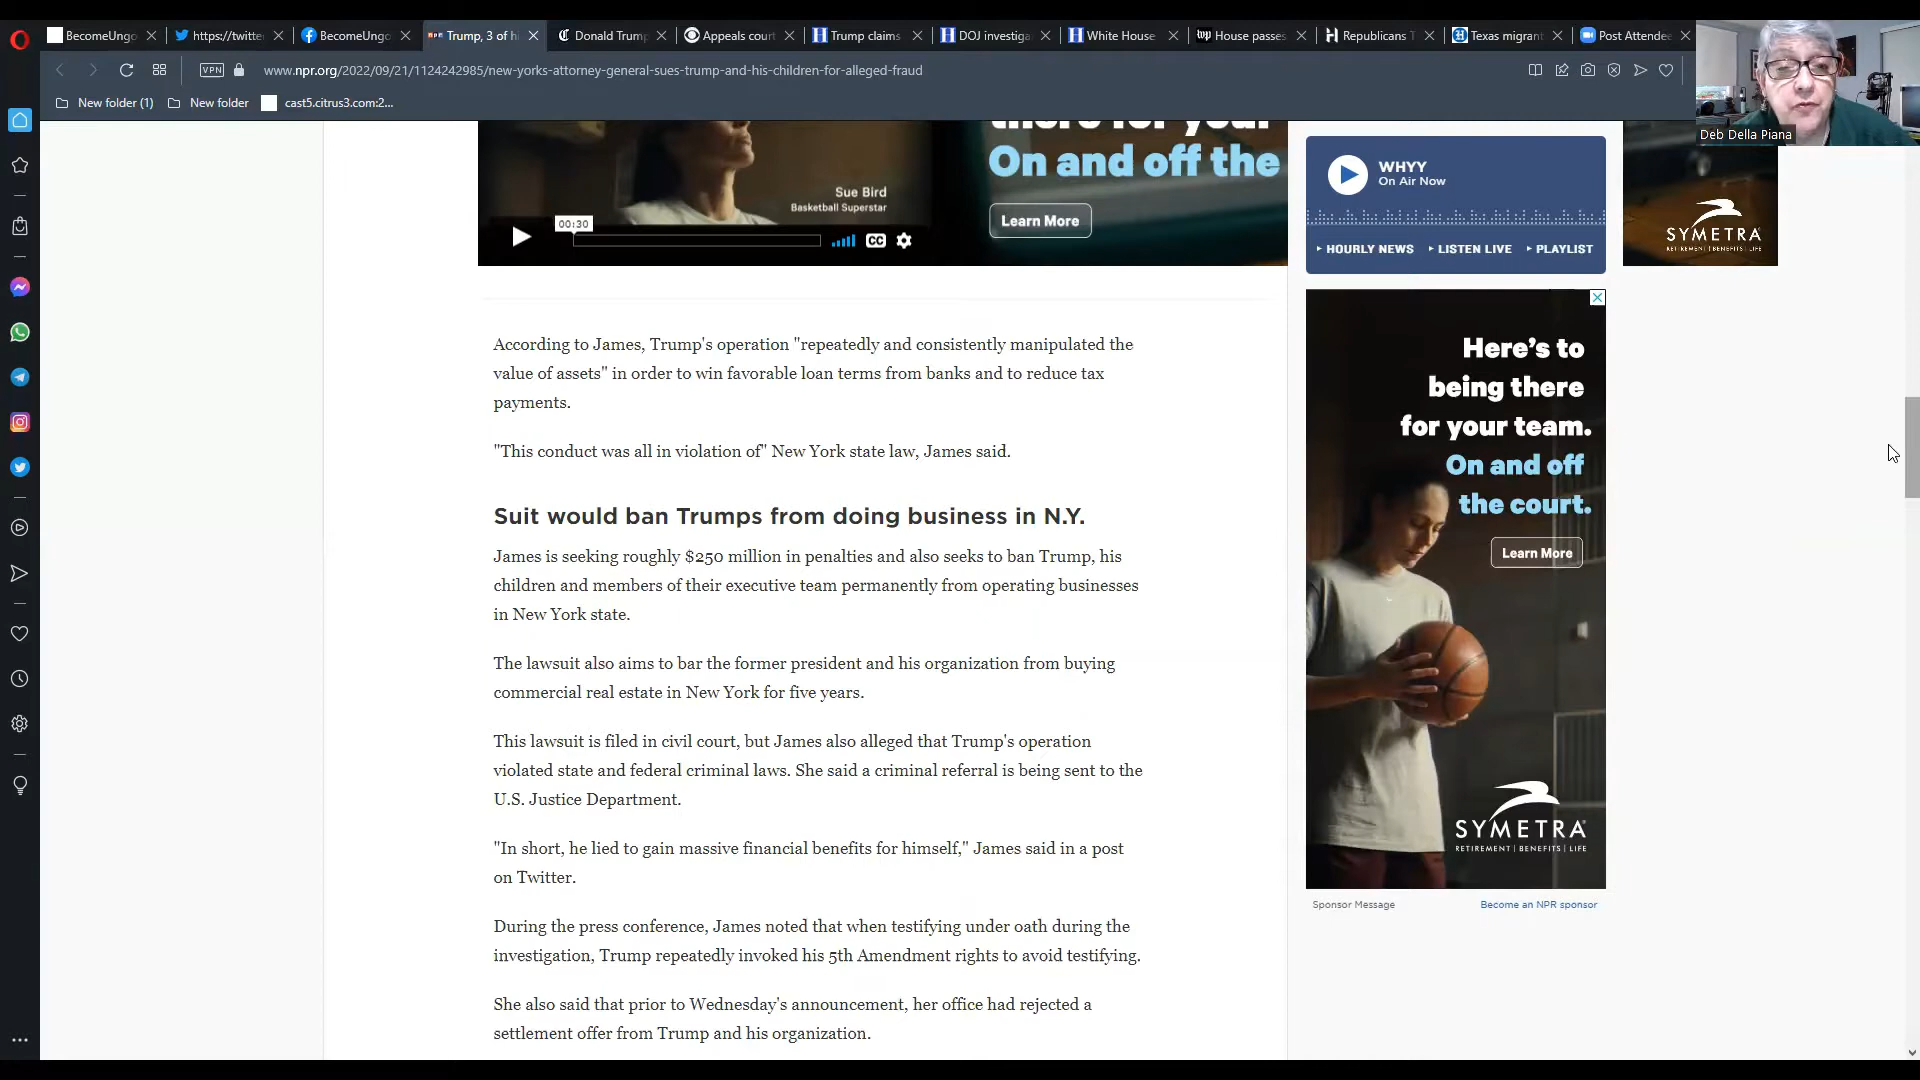 BecomeUngo
https://twitte
BecomeUngo
Trump, 3 of hi
Donald Trump
Appeals court
Trump claims
DOJ investiga
White House
House passes
Republicans T
Texas migrant
Post Attendee
VPN
www.npr.org/2022/09/21/1124242985/new-yorks-attorney-general-sues-trump-and-his-children-for-alleged-fraud
New folder (1)
New folder
cast5.citrus3.com:2...
Deb Della Piana
there for your
On and off the
Sue Bird
Basketball Superstar
Learn More
00:30
CC
WHYY
On Air Now
HOURLY NEWS
LISTEN LIVE
PLAYLIST
SYMETRA
RETIREMENT | BENEFITS | LIFE
According to James, Trump's operation "repeatedly and consistently manipulated the
value of assets" in order to win favorable loan terms from banks and to reduce tax
payments.
"This conduct was all in violation of" New York state law, James said.
Suit would ban Trumps from doing business in N.Y.
James is seeking roughly $250 million in penalties and also seeks to ban Trump, his
children and members of their executive team permanently from operating businesses
in New York state.
The lawsuit also aims to bar the former president and his organization from buying
commercial real estate in New York for five years.
This lawsuit is filed in civil court, but James also alleged that Trump's operation
violated state and federal criminal laws. She said a criminal referral is being sent to the
U.S. Justice Department.
"In short, he lied to gain massive financial benefits for himself," James said in a post
on Twitter.
During the press conference, James noted that when testifying under oath during the
investigation, Trump repeatedly invoked his 5th Amendment rights to avoid testifying.
She also said that prior to Wednesday's announcement, her office had rejected a
settlement offer from Trump and his organization.
Here's to
being there
for your team.
On and off
the court.
Learn More
SYMETRA
RETIREMENT | BENEFITS | LIFE
Sponsor Message
Become an NPR sponsor